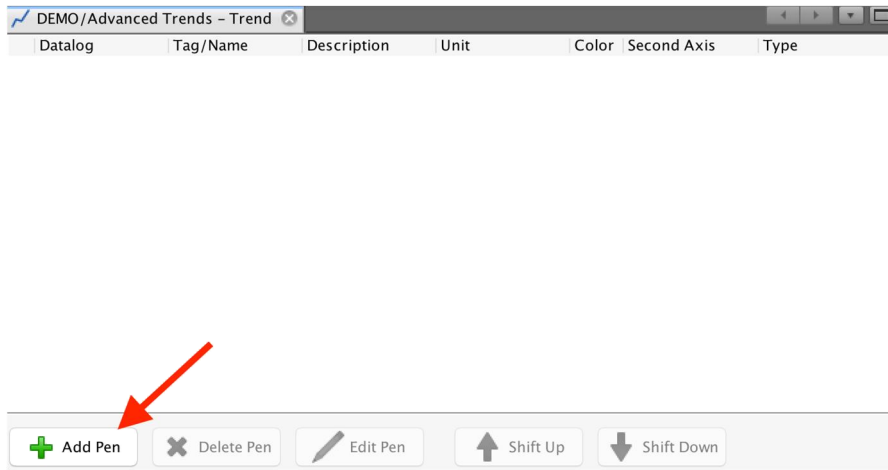 DEMO/Advanced Trends – Trend
Datalog Tag/Name Description Unit Color Second Axis Type
Add Pen Delete Pen Edit Pen Shift Up Shift Down